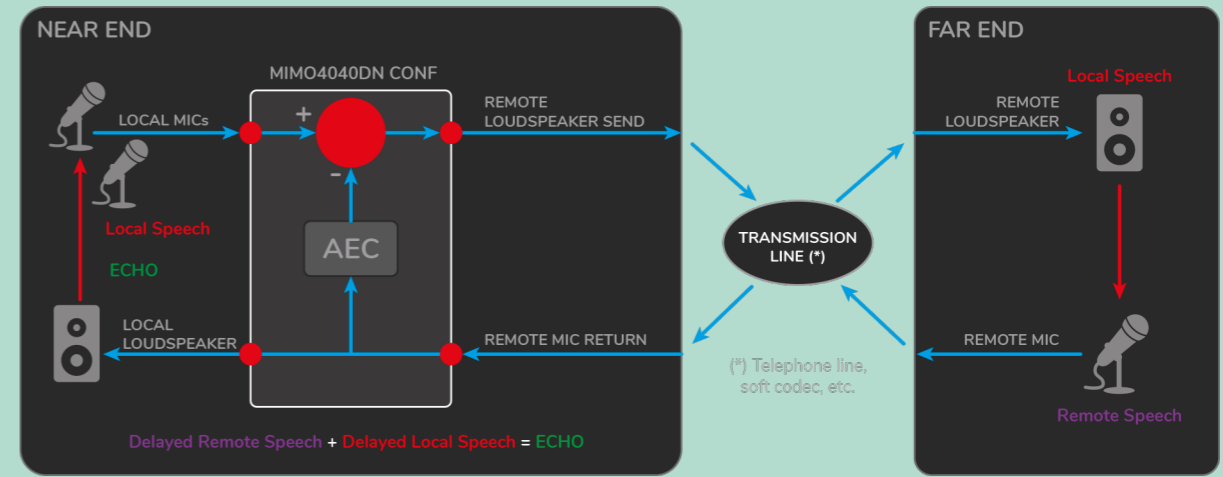 NEAR END
MIMO4040DN CONF
LOCAL MICs
+
-
AEC
REMOTE
LOUDSPEAKER SEND
Local Speech
ECHO
LOCAL
LOUDSPEAKER
REMOTE MIC RETURN
Delayed Remote Speech + Delayed Local Speech = ECHO
TRANSMISSION
LINE (*)
(*) Telephone line,
soft codec, etc.
FAR END
Local Speech
REMOTE
LOUDSPEAKER
REMOTE MIC
Remote Speech